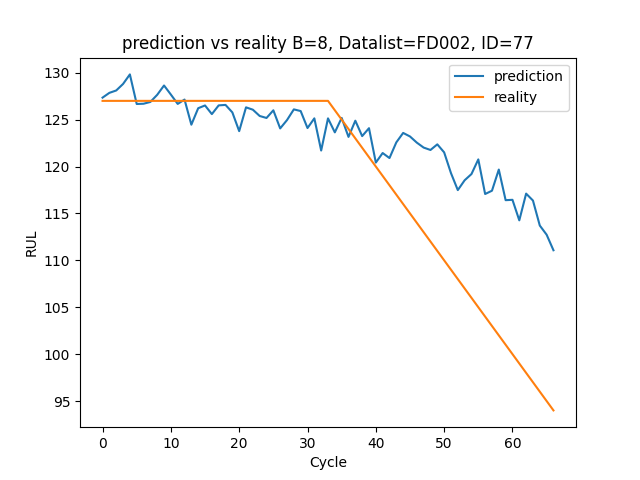 prediction vs reality B=8, Datalist=FD002, ID=77
prediction
reality
130
125
120
115
110
105
100
95
RUL
0 10 20 30 40 50 60
Cycle